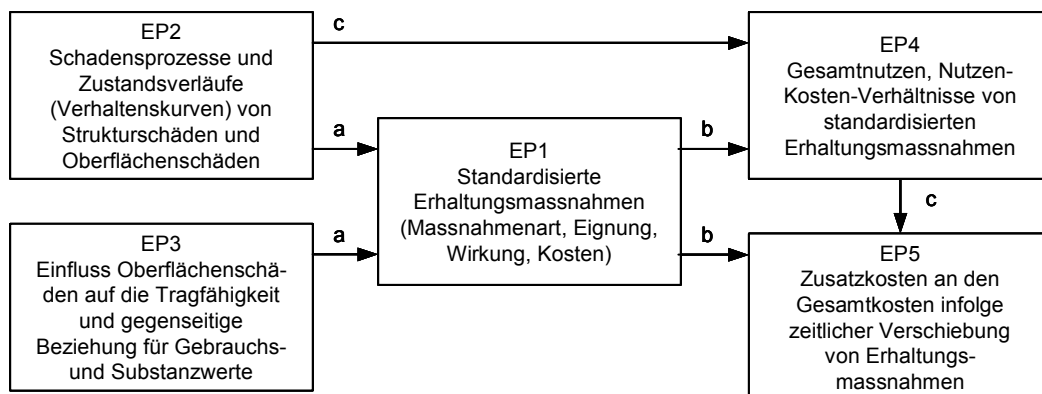 EP2
Schadensprozesse und
Zustandsverläufe
(Verhaltenskurven) von
Strukturschäden und
Oberflächenschäden
c
a
EP3
Einfluss Oberflächenschä-
den auf die Tragfähigkeit
und gegenseitige
Beziehung für Gebrauchs-
und Substanzwerte
a
EP1
Standardisierte
Erhaltungsmassnahmen
(Massnahmenart, Eignung,
Wirkung, Kosten)
b
b
EP4
Gesamtnutzen, Nutzen-
Kosten-Verhältnisse von
standardisierten
Erhaltungsmassnahmen
c
EP5
Zusatzkosten an den
Gesamtkosten infolge
zeitlicher Verschiebung
von Erhaltungs-
massnahmen